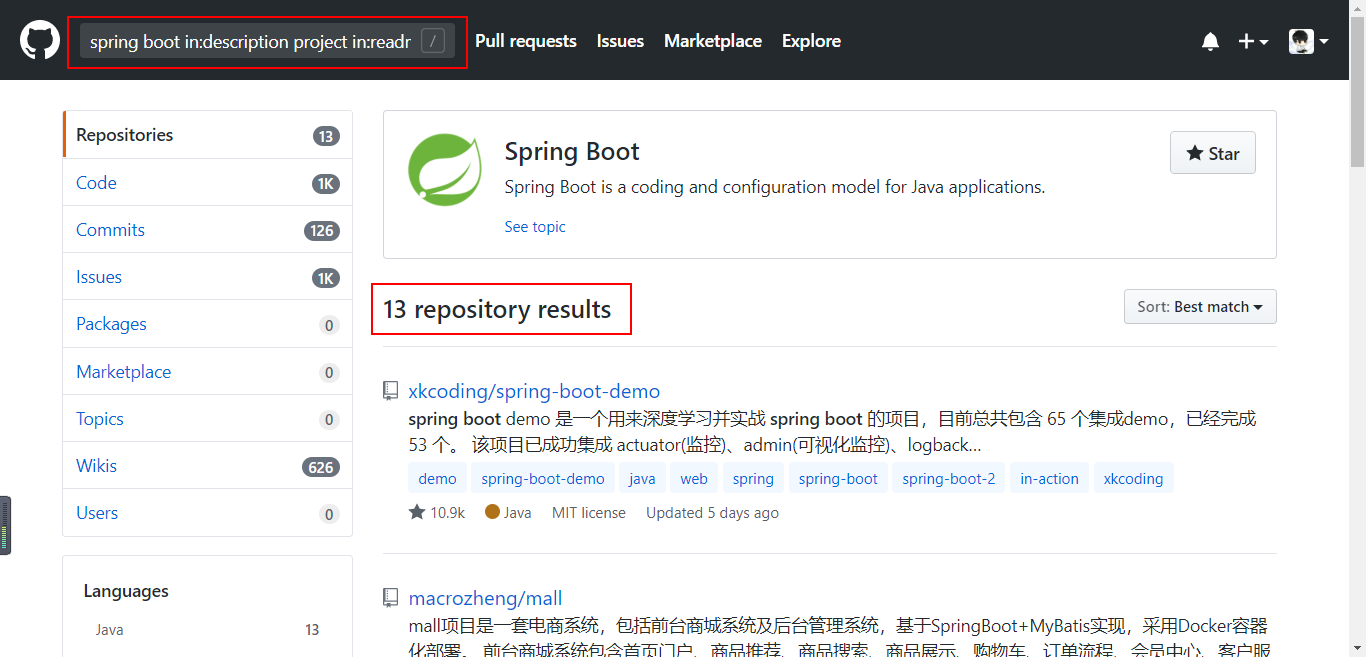 spring boot in:description project in:readr /
Pull requests Issues Marketplace Explore
Repositories 13
Code 1K
Commits 126
Issues 1K
Packages 0
Marketplace 0
Topics 0
Wikis 626
Users 0
Languages
Java 13
Spring Boot
Star
Spring Boot is a coding and configuration model for Java applications.
See topic
13 repository results
Sort: Best match
xkcoding/spring-boot-demo
spring boot demo 是一个用来深度学习并实战 spring boot 的项目，目前总共包含 65 个集成demo，已经完成
53 个。 该项目已成功集成 actuator(监控)、admin(可视化监控)、logback...
demo spring-boot-demo java web spring spring-boot spring-boot-2 in-action xkcoding
10.9k Java MIT license Updated 5 days ago
macrozheng/mall
mall项目是一套电商系统，包括前台商城系统及后台管理系统，基于SpringBoot+MyBatis实现，采用Docker容器
化部署。 前台商城系统包含首页门户、商品推荐、商品搜索、商品展示、购物车、订单流程、会员中心、客户服